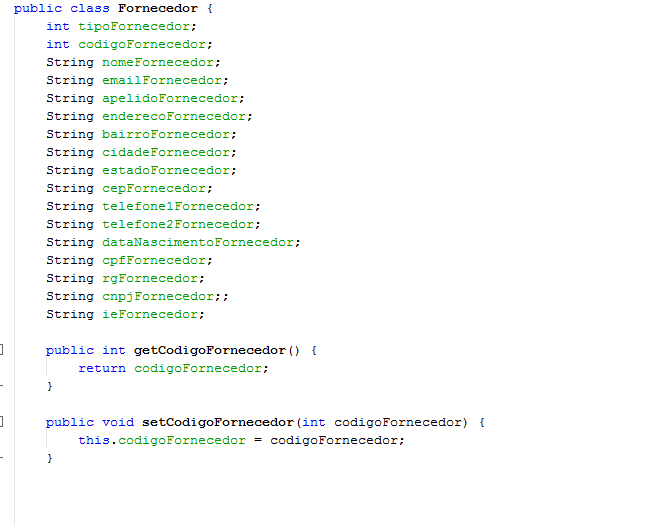 public class Fornecedor {
int tipoFornecedor;
int codigoFornecedor;
String nomeFornecedor;
String emailFornecedor;
String apelidoFornecedor;
String enderecoFornecedor;
String bairroFornecedor;
String cidadeFornecedor;
String estadoFornecedor;
String cepFornecedor;
String telefone1Fornecedor;
String telefone2Fornecedor;
String dataNascimentoFornecedor;
String cpfFornecedor;
String rgFornecedor;
String cnpjFornecedor;;
String ieFornecedor;
public int getCodigoFornecedor() {
return codigoFornecedor;
}
public void setCodigoFornecedor(int codigoFornecedor) {
this.codigoFornecedor = codigoFornecedor;
}